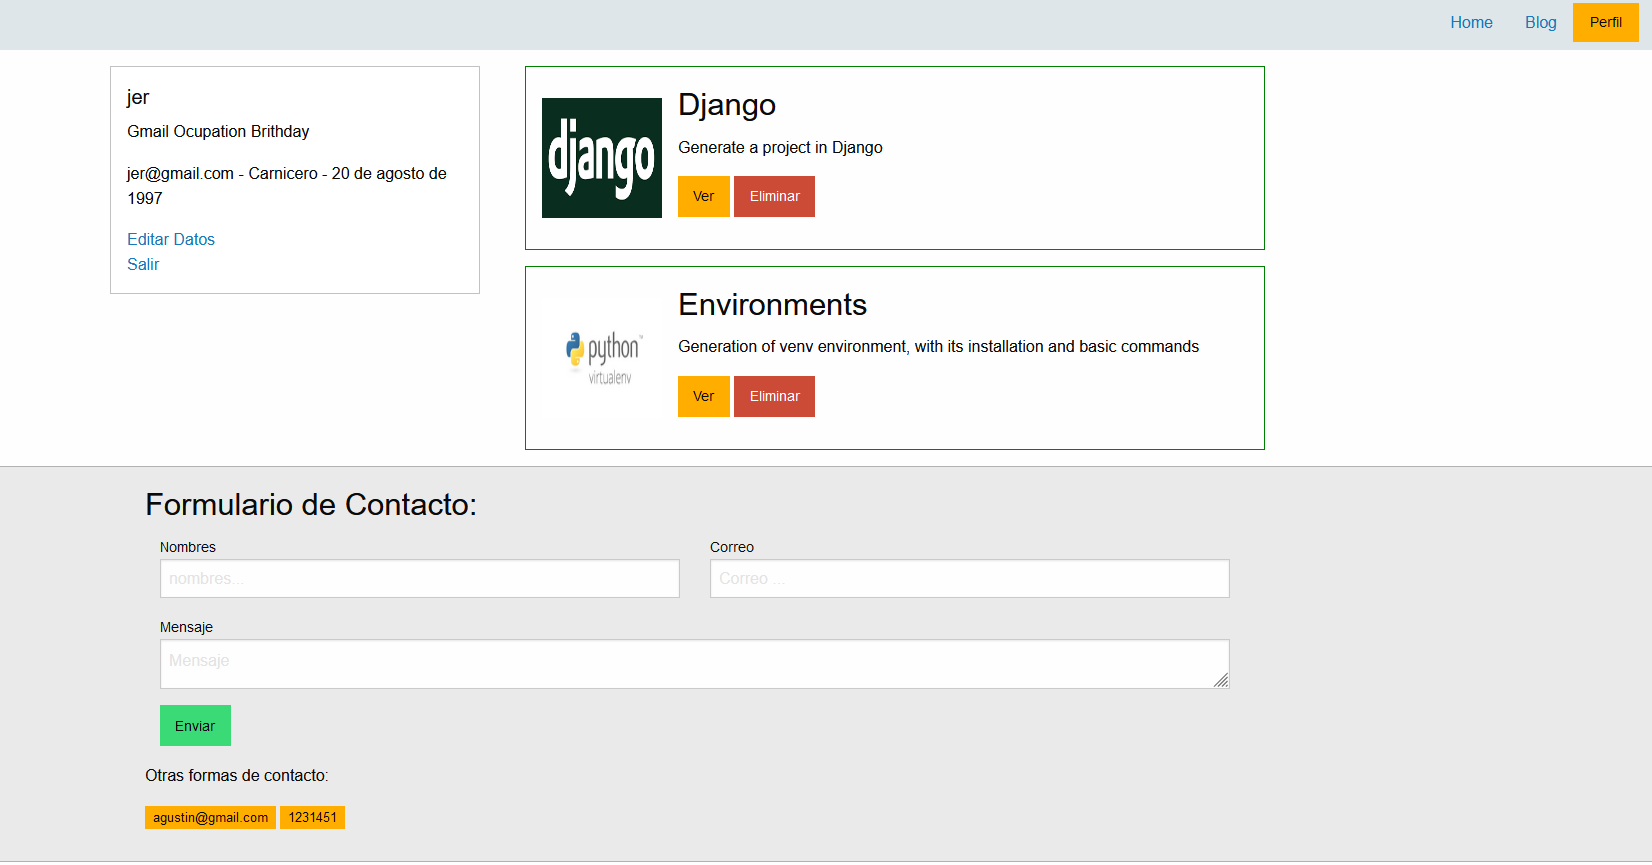 Home Blog Perfil
jer
Gmail Ocupation Brithday
jer@gmail.com - Carnicero - 20 de agosto de
1997
Editar Datos
Salir
django
Django
Generate a project in Django
Ver Eliminar
python™
virtualenv
Environments
Generation of venv environment, with its installation and basic commands
Ver Eliminar
Formulario de Contacto:
Nombres Correo
nombres... Correo ...
Mensaje
Mensaje
Enviar
Otras formas de contacto:
agustin@gmail.com 1231451